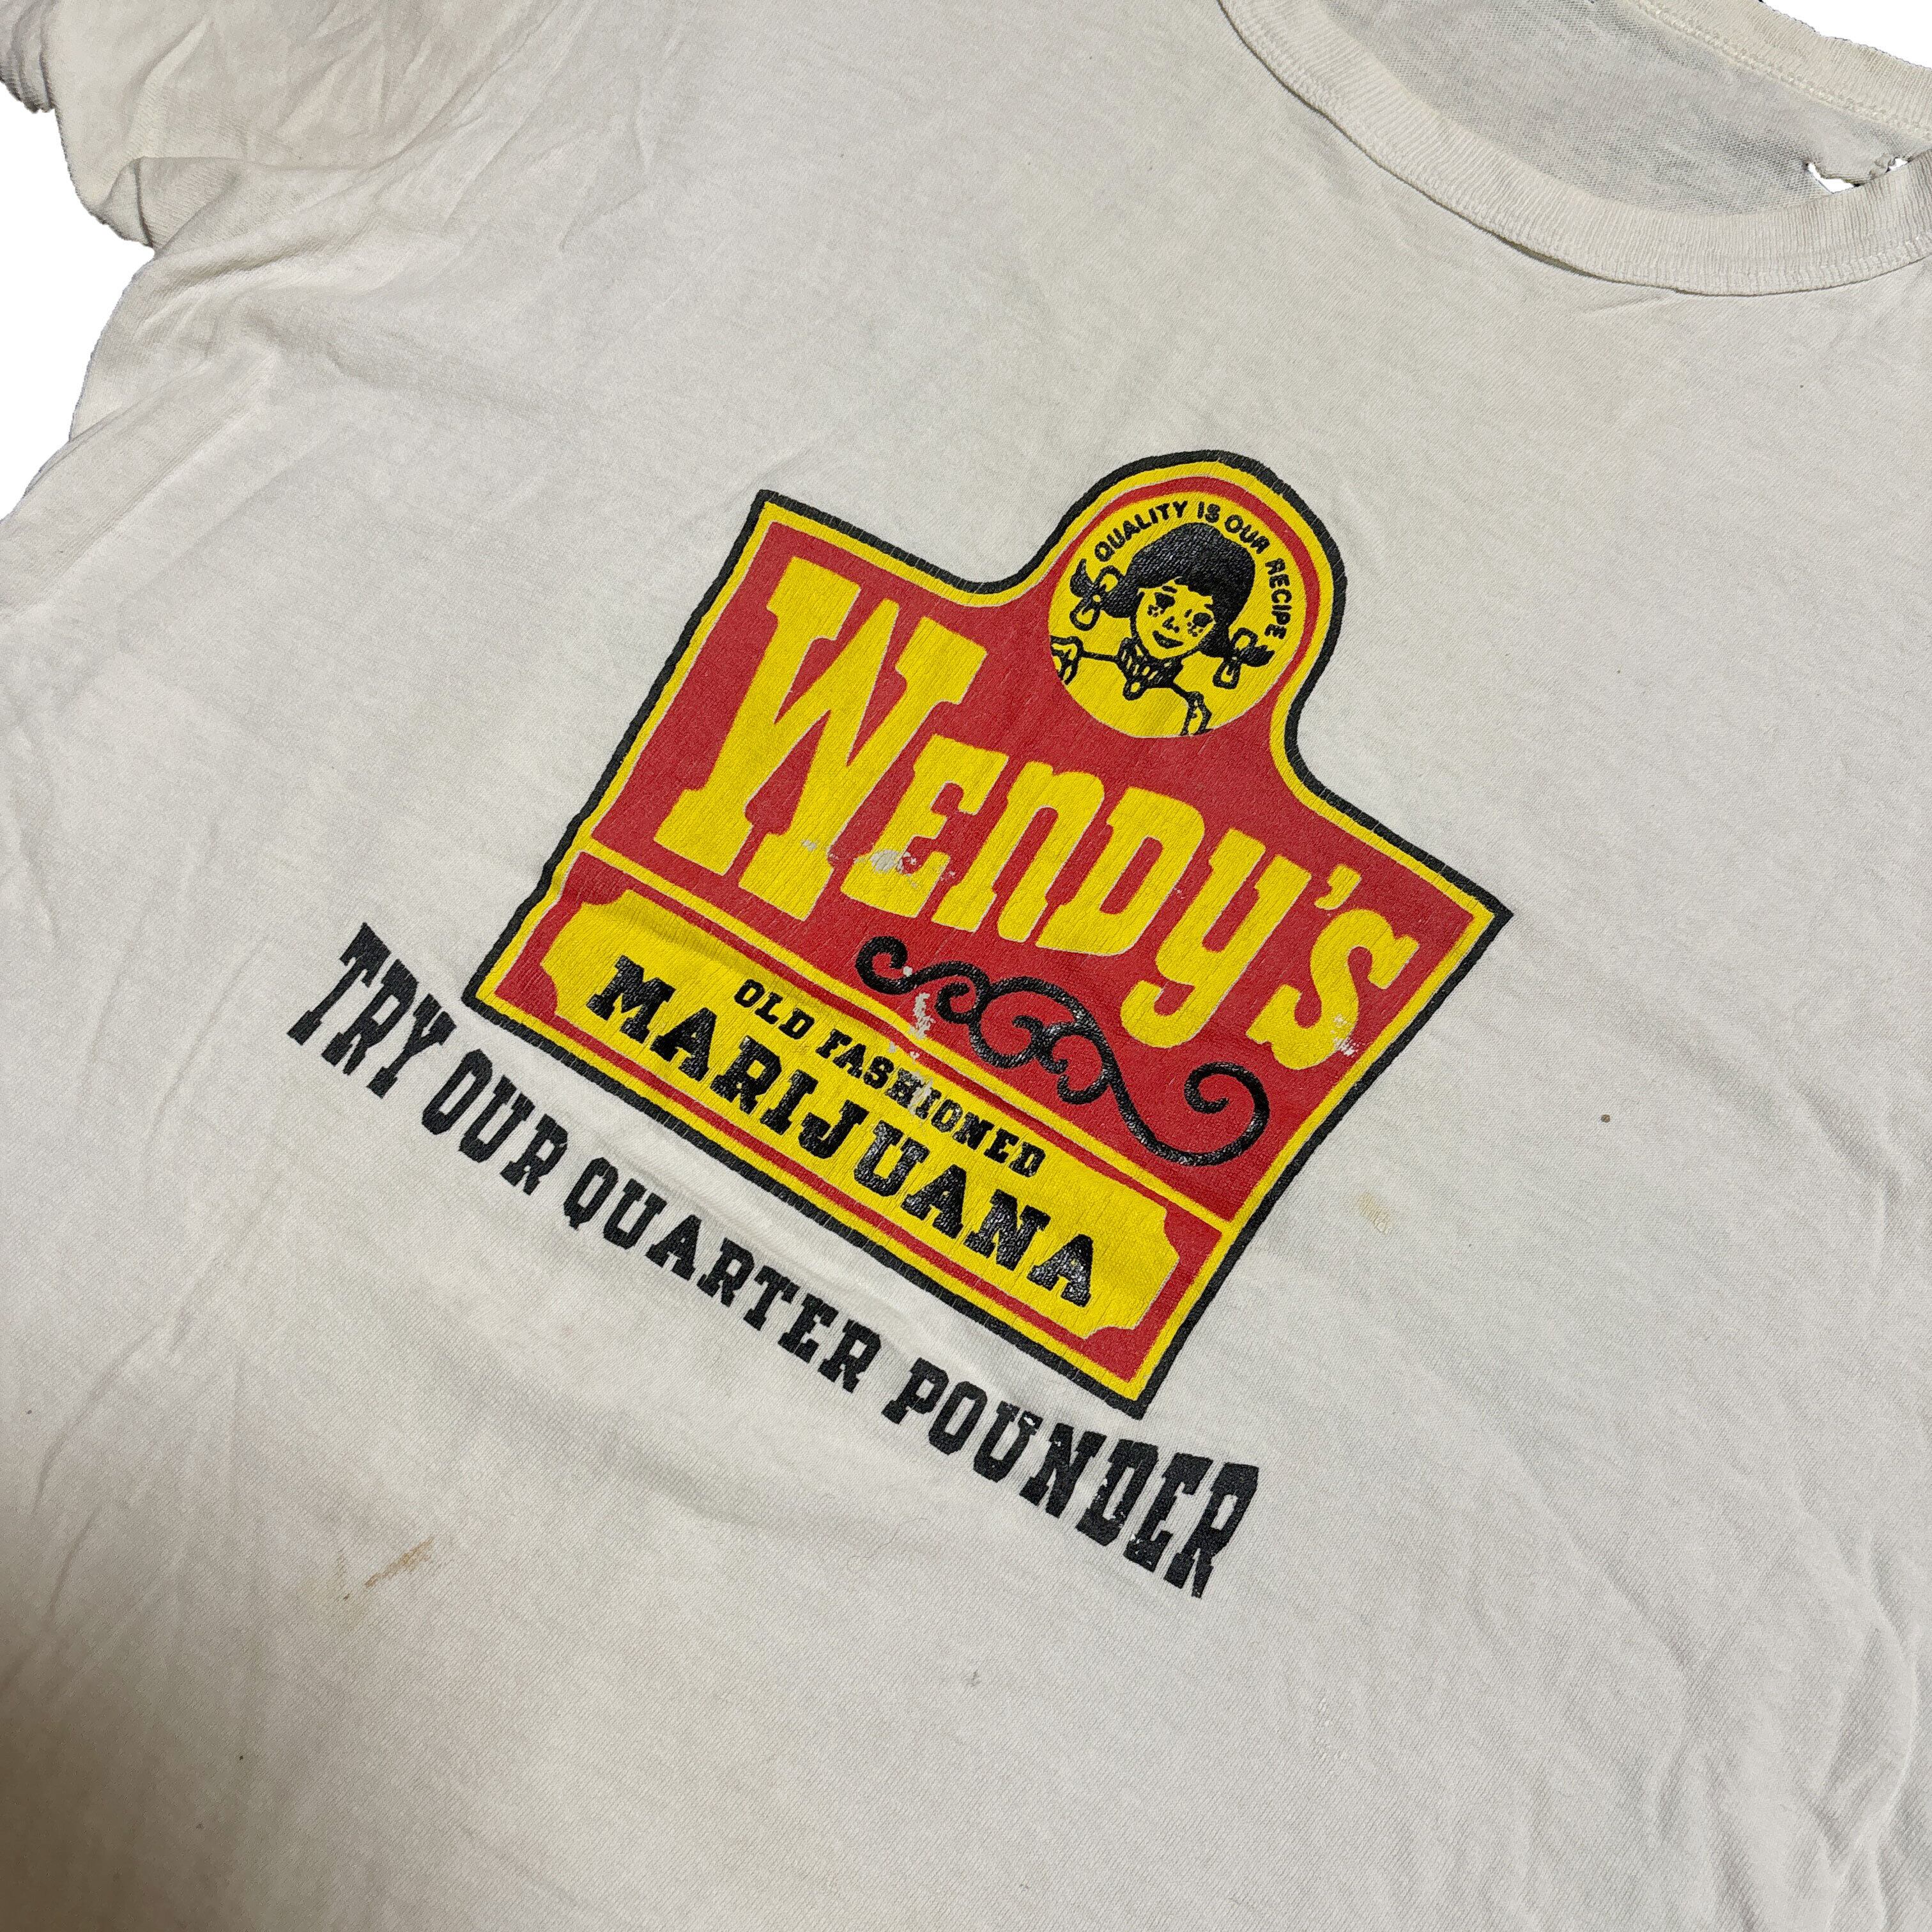 QUALITY IS OUR RECIPE
WENDY'S
OLD FASHIONED
MARIJUANA
TRY OUR QUARTER POUNDER